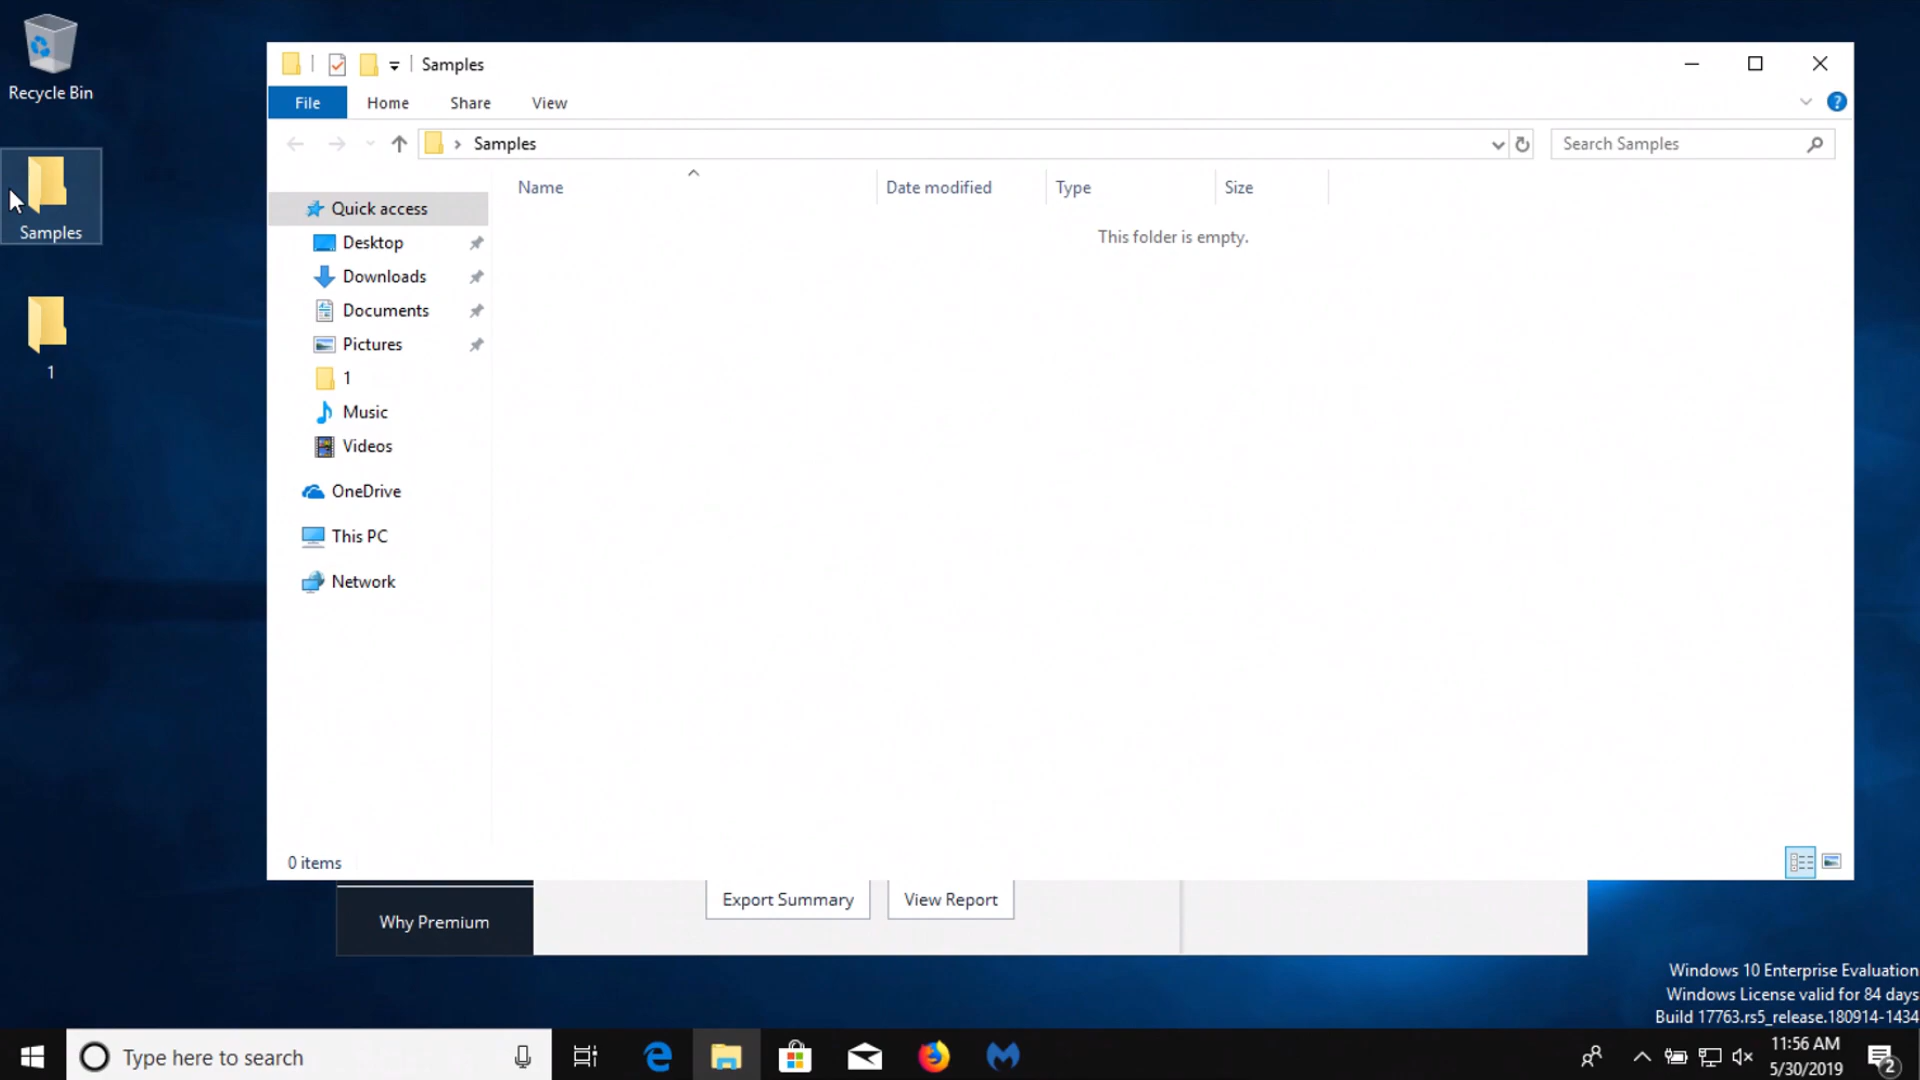 Recycle Bin
Samples
1
Samples
File Home Share View
Samples
Search Samples
Name Date modified Type Size
This folder is empty.
Quick access
Desktop
Downloads
Documents
Pictures
1
Music
Videos
OneDrive
This PC
Network
0 items
Why Premium
Export Summary View Report
Windows 10 Enterprise Evaluation
Windows License valid for 84 days
Build 17763.rs5_release.180914-1434
Type here to search
11:56 AM
5/30/2019
2